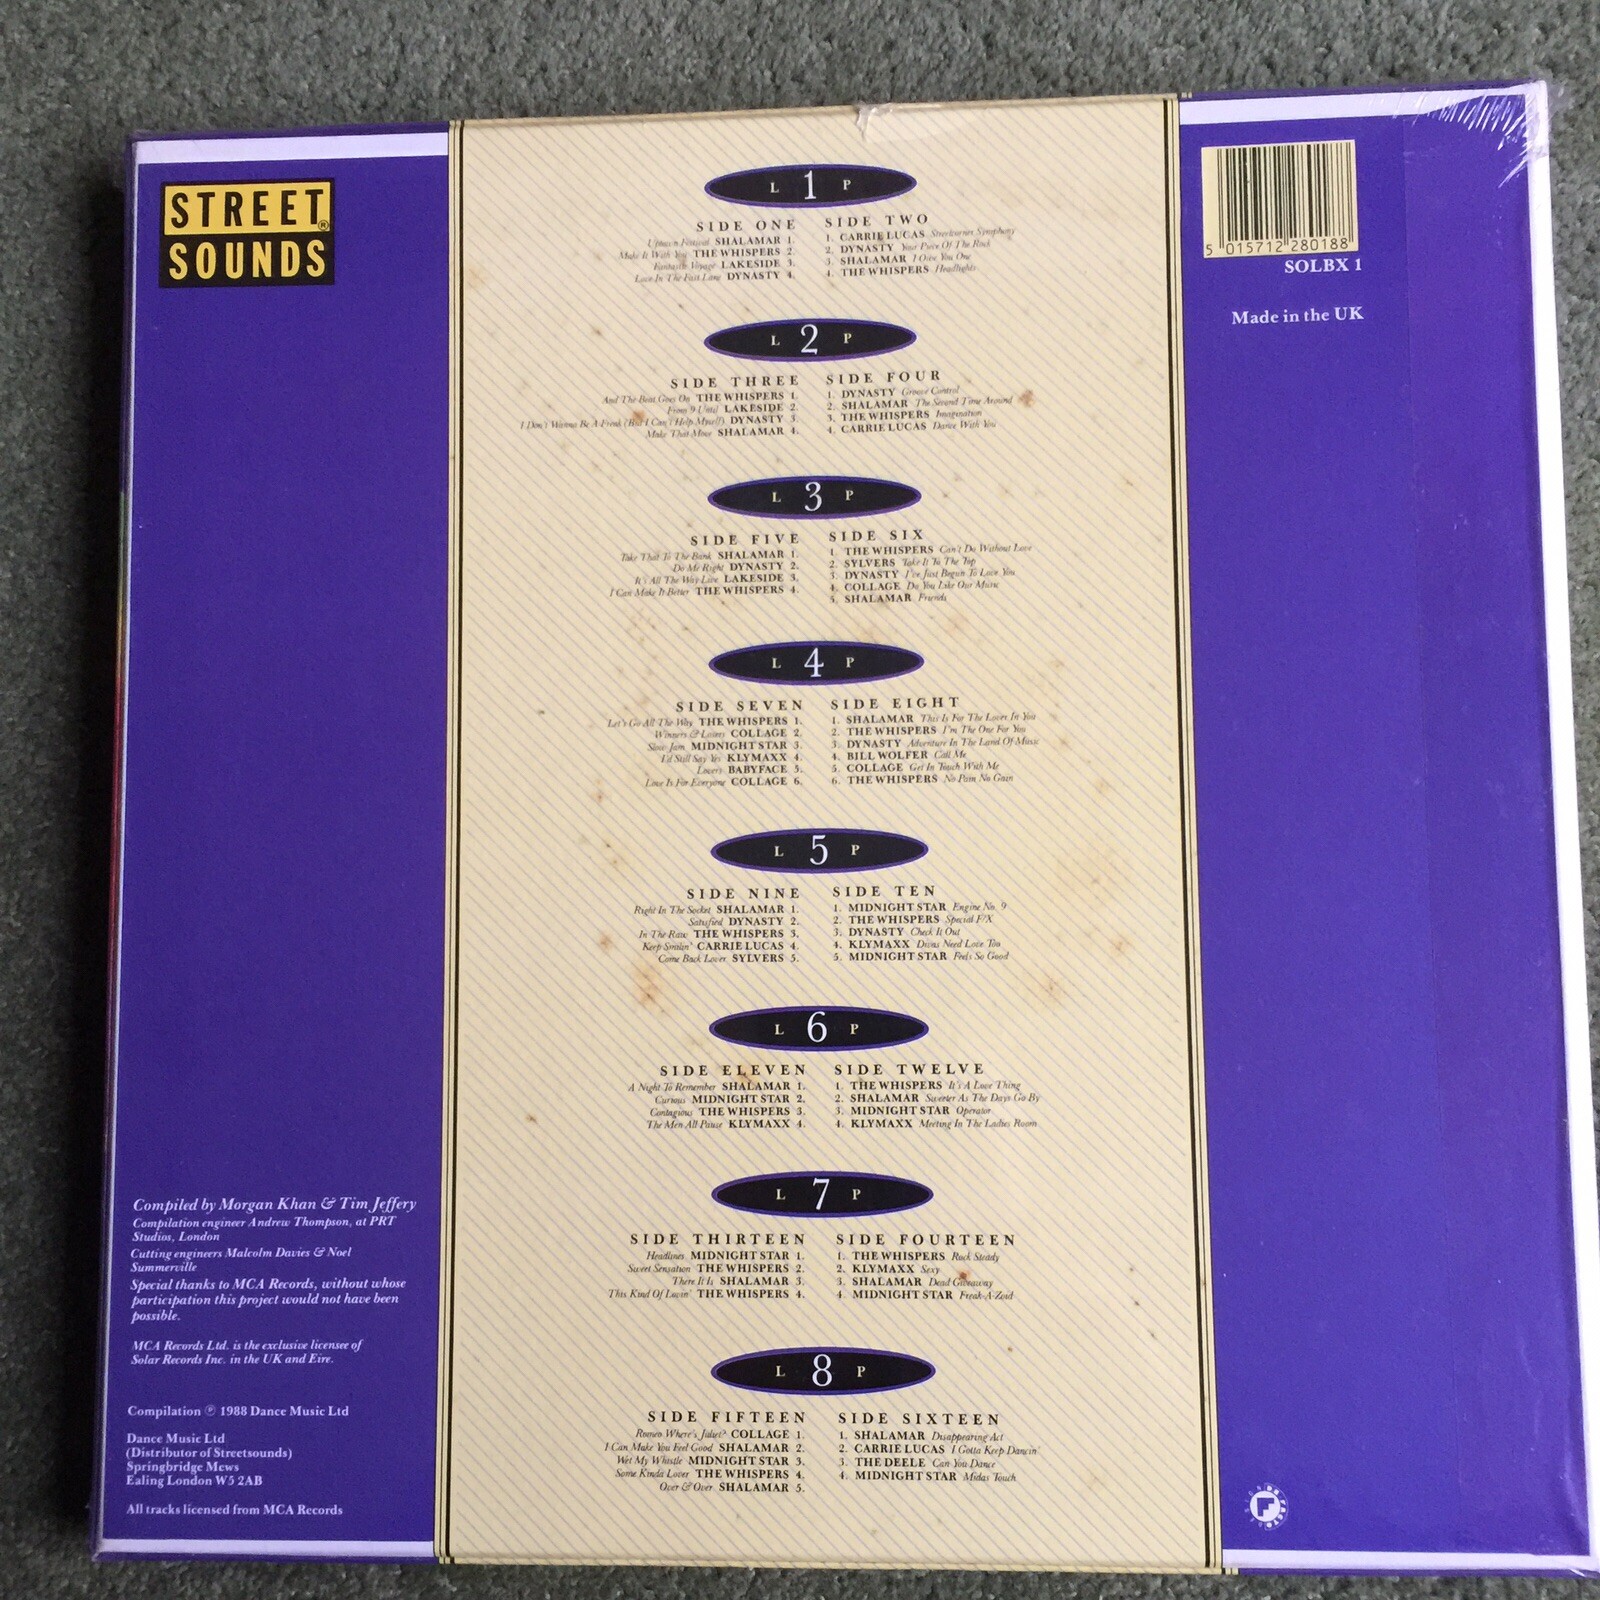 STREET®
SOUNDS
L 1 P
SIDE ONE
Uptown Festival SHALAMAR 1.
Make It With You THE WHISPERS 2.
Fantastic Voyage LAKESIDE 3.
Love In The Fast Lane DYNASTY 4.
SIDE TWO
1. CARRIE LUCAS Streetcorner Symphony
2. DYNASTY Your Piece Of The Rock
3. SHALAMAR I Owe You One
4. THE WHISPERS Headlights
L 2 P
SIDE THREE
And The Beat Goes On THE WHISPERS 1.
From 9 Until LAKESIDE 2.
I Don't Wanna Be A Freak (But I Can't Help Myself) DYNASTY 3.
Make That Move SHALAMAR 4.
SIDE FOUR
1. DYNASTY Groove Control
2. SHALAMAR The Second Time Around
3. THE WHISPERS Imagination
4. CARRIE LUCAS Dance With You
L 3 P
SIDE FIVE
Take That To The Bank SHALAMAR 1.
Do Me Right DYNASTY 2.
It's All The Way Live LAKESIDE 3.
I Can Make It Better THE WHISPERS 4.
SIDE SIX
1. THE WHISPERS Can't Do Without Love
2. SYLVERS Take It To The Top
3. DYNASTY I've Just Begun To Love You
4. COLLAGE Do You Like Our Music
5. SHALAMAR Friends
L 4 P
SIDE SEVEN
Let's Go All The Way THE WHISPERS 1.
Winners & Losers COLLAGE 2.
Slow Jam MIDNIGHT STAR 3.
I'd Still Say Yes KLYMAXX 4.
Lovers BABYFACE 5.
Love Is For Everyone COLLAGE 6.
SIDE EIGHT
1. SHALAMAR This Is For The Lover In You
2. THE WHISPERS I'm The One For You
3. DYNASTY Adventure In The Land Of Music
4. BILL WOLFER Call Me
5. COLLAGE Get In Touch With Me
6. THE WHISPERS No Pain No Gain
L 5 P
SIDE NINE
Right In The Socket SHALAMAR 1.
Satisfied DYNASTY 2.
In The Raw THE WHISPERS 3.
Keep Smilin' CARRIE LUCAS 4.
Come Back Lover SYLVERS 5.
SIDE TEN
1. MIDNIGHT STAR Engine No. 9
2. THE WHISPERS Special F/X
3. DYNASTY Check It Out
4. KLYMAXX Divas Need Love Too
5. MIDNIGHT STAR Feels So Good
L 6 P
SIDE ELEVEN
A Night To Remember SHALAMAR 1.
Curious MIDNIGHT STAR 2.
Contagious THE WHISPERS 3.
The Men All Pause KLYMAXX 4.
SIDE TWELVE
1. THE WHISPERS It's A Love Thing
2. SHALAMAR Sweeter As The Days Go By
3. MIDNIGHT STAR Operator
4. KLYMAXX Meeting In The Ladies Room
L 7 P
SIDE THIRTEEN
Headlines MIDNIGHT STAR 1.
Sweet Sensation THE WHISPERS 2.
There It Is SHALAMAR 3.
This Kind Of Lovin' THE WHISPERS 4.
SIDE FOURTEEN
1. THE WHISPERS Rock Steady
2. KLYMAXX Sexy
3. SHALAMAR Dead Giveaway
4. MIDNIGHT STAR Freak-A-Zoid
L 8 P
SIDE FIFTEEN
Romeo Where's Juliet? COLLAGE 1.
I Can Make You Feel Good SHALAMAR 2.
Wet My Whistle MIDNIGHT STAR 3.
Some Kinda Lover THE WHISPERS 4.
Over & Over SHALAMAR 5.
SIDE SIXTEEN
1. SHALAMAR Disappearing Act
2. CARRIE LUCAS I Gotta Keep Dancin'
3. THE DEELE Can You Dance
4. MIDNIGHT STAR Midas Touch
5 015712 280188
SOLBX 1
Made in the UK
Compiled by Morgan Khan & Tim Jeffery
Compilation engineer Andrew Thompson, at PRT
Studios, London
Cutting engineers Malcolm Davies & Noel
Summerville
Special thanks to MCA Records, without whose
participation this project would not have been
possible.
MCA Records Ltd. is the exclusive licensee of
Solar Records Inc. in the UK and Eire.
Compilation ℗ 1988 Dance Music Ltd
Dance Music Ltd
(Distributor of Streetsounds)
Springbridge Mews
Ealing London W5 2AB
All tracks licensed from MCA Records